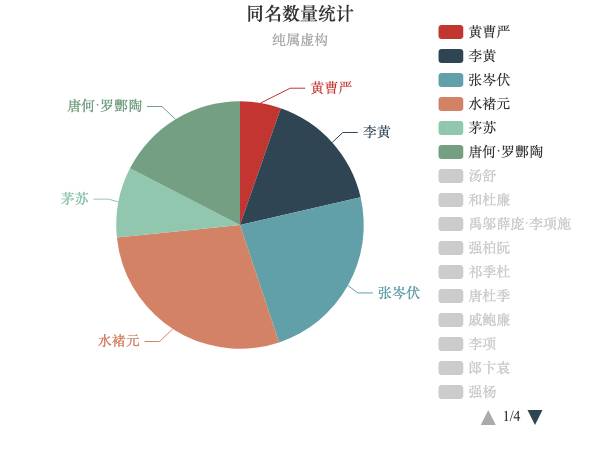 同名数量统计
纯属虚构
黄曹严
李黄
张岑伏
水褚元
茅苏
唐何·罗酆陶
黄曹严
李黄
张岑伏
水褚元
茅苏
唐何·罗酆陶
汤舒
和杜廉
禹邬薛庞·李项施
强柏阮
祁季杜
唐杜季
戚鲍廉
李项
郎卞袁
强杨
1/4